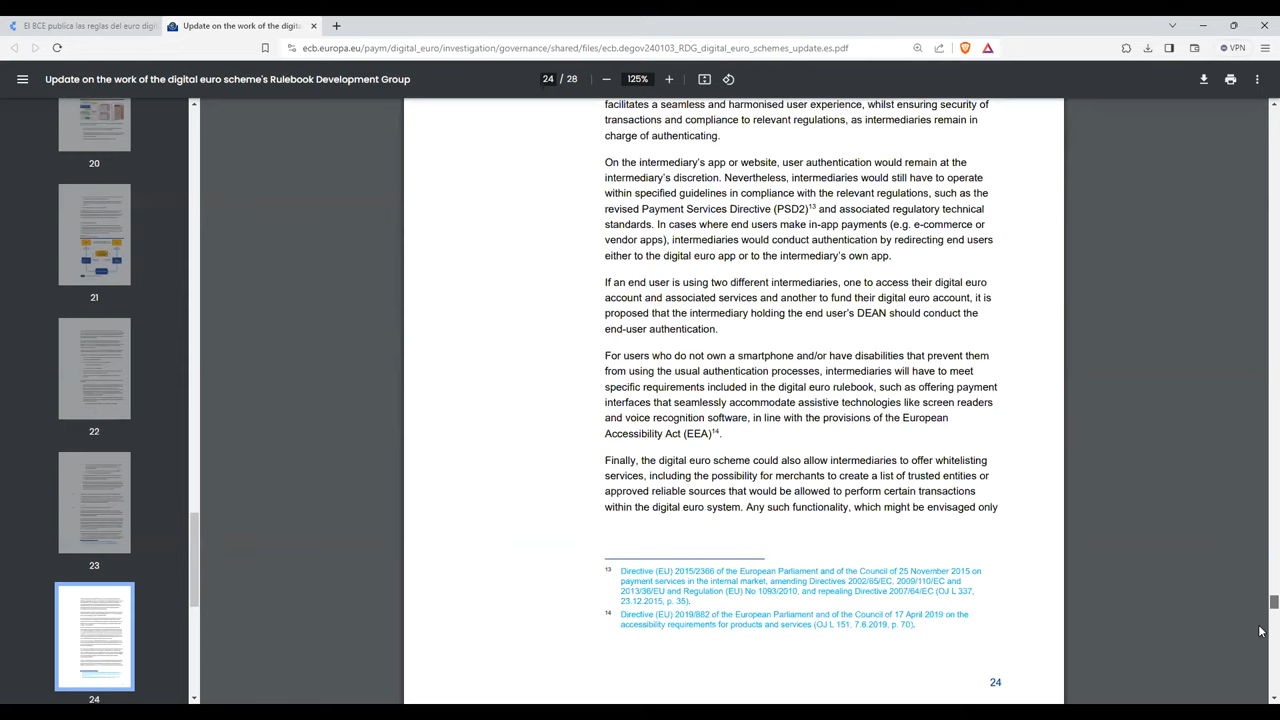 El BCE publica las reglas del euro digi
Update on the work of the digita
ecb.europa.eu/paym/digital_euro/investigation/governance/shared/files/ecb.degov240103_RDG_digital_euro_schemes_update.es.pdf
VPN
Update on the work of the digital euro scheme's Rulebook Development Group
24 / 28
125%
20
21
22
23
24
facilitates a seamless and harmonised user experience, whilst ensuring security of
transactions and compliance to relevant regulations, as intermediaries remain in
charge of authenticating.
On the intermediary's app or website, user authentication would remain at the
intermediary's discretion. Nevertheless, intermediaries would still have to operate
within specified guidelines in compliance with the relevant regulations, such as the
revised Payment Services Directive (PSD2)13 and associated regulatory technical
standards. In cases where end users make in-app payments (e.g. e-commerce or
vendor apps), intermediaries would conduct authentication by redirecting end users
either to the digital euro app or to the intermediary's own app.
If an end user is using two different intermediaries, one to access their digital euro
account and associated services and another to fund their digital euro account, it is
proposed that the intermediary holding the end user's DEAN should conduct the
end-user authentication.
For users who do not own a smartphone and/or have disabilities that prevent them
from using the usual authentication processes, intermediaries will have to meet
specific requirements included in the digital euro rulebook, such as offering payment
interfaces that seamlessly accommodate assistive technologies like screen readers
and voice recognition software, in line with the provisions of the European
Accessibility Act (EEA)14.
Finally, the digital euro scheme could also allow intermediaries to offer whitelisting
services, including the possibility for merchants to create a list of trusted entities or
approved reliable sources that would be allowed to perform certain transactions
within the digital euro system. Any such functionality, which might be envisaged only
13 Directive (EU) 2015/2366 of the European Parliament and of the Council of 25 November 2015 on
payment services in the internal market, amending Directives 2002/65/EC, 2009/110/EC and
2013/36/EU and Regulation (EU) No 1093/2010, and repealing Directive 2007/64/EC (OJ L 337,
23.12.2015, p. 35).
14 Directive (EU) 2019/882 of the European Parliament and of the Council of 17 April 2019 on the
accessibility requirements for products and services (OJ L 151, 7.6.2019, p. 70).
24